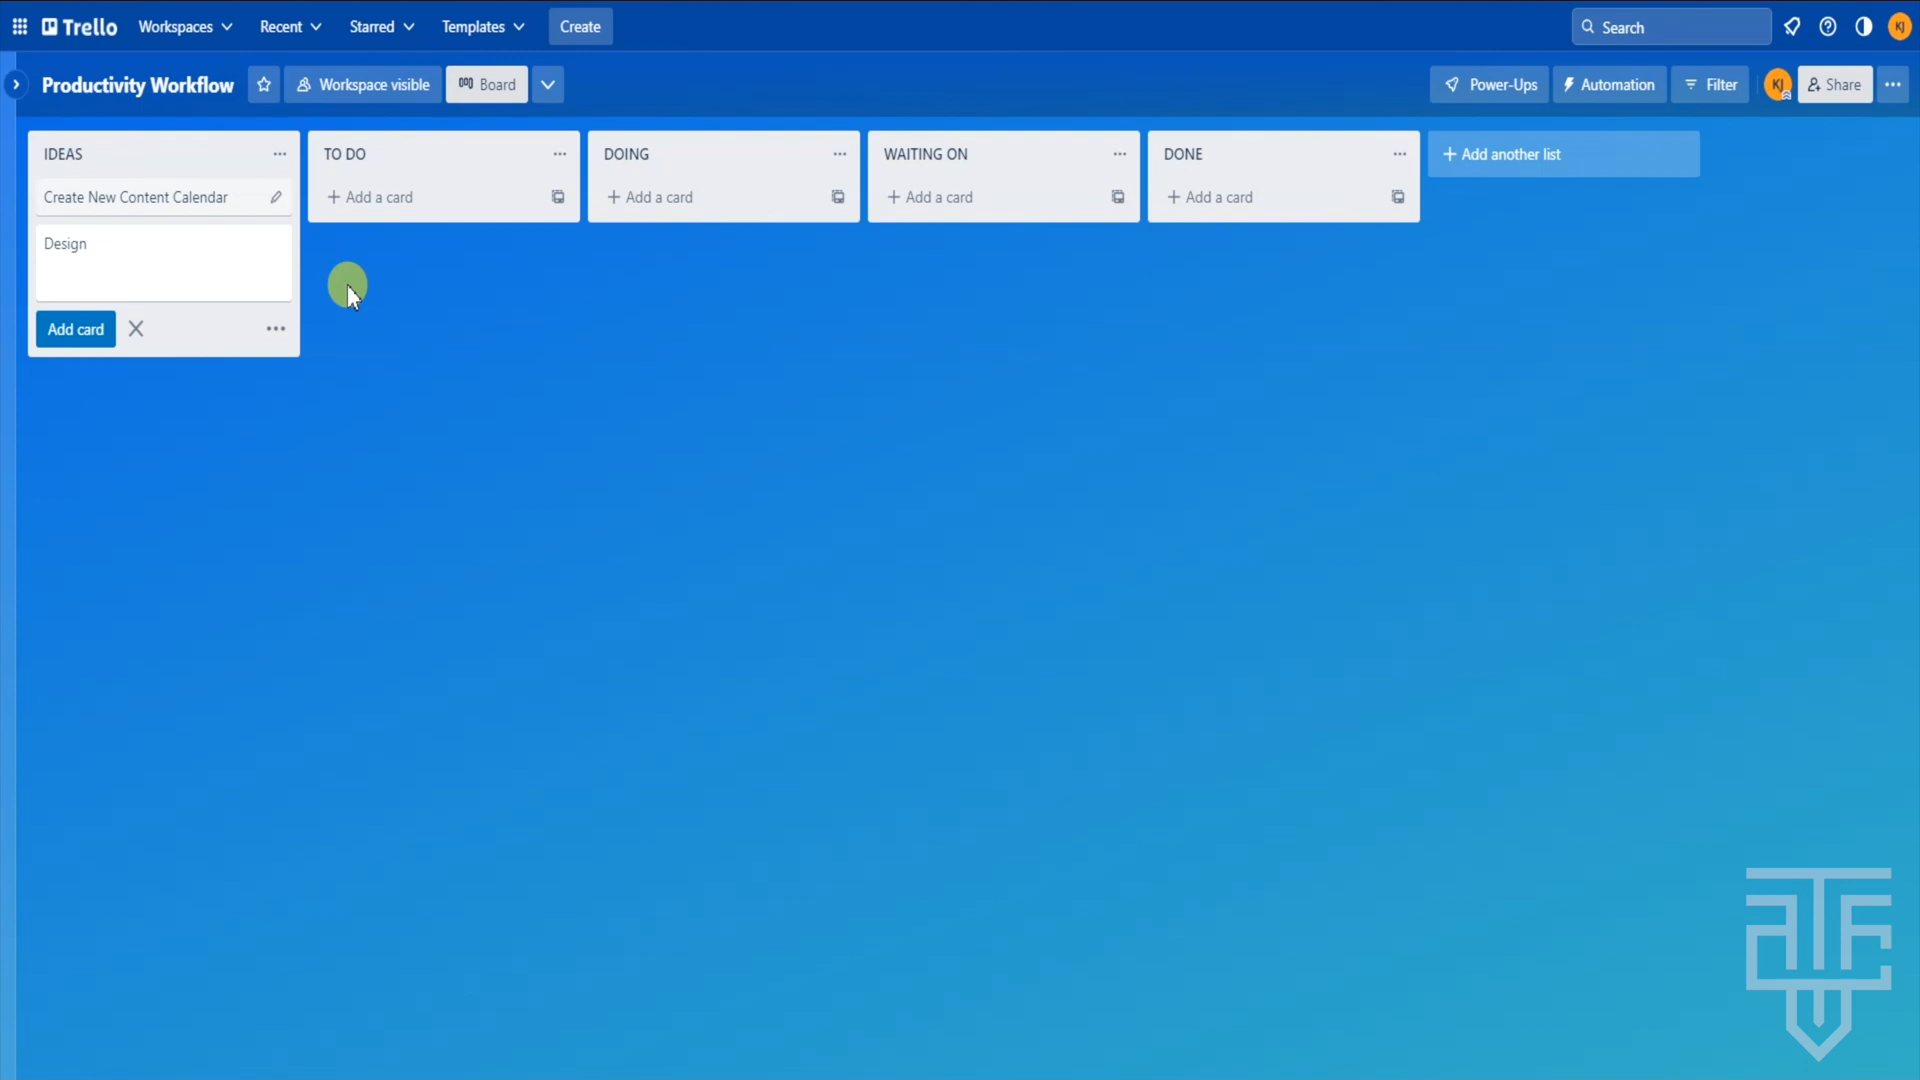 Trello Workspaces Recent Starred Templates Create Search KJ
Productivity Workflow Workspace visible Board Power-Ups Automation Filter KJ Share
IDEAS
Create New Content Calendar
Design
Add card
TO DO
+ Add a card
DOING
+ Add a card
WAITING ON
+ Add a card
DONE
+ Add a card
+ Add another list